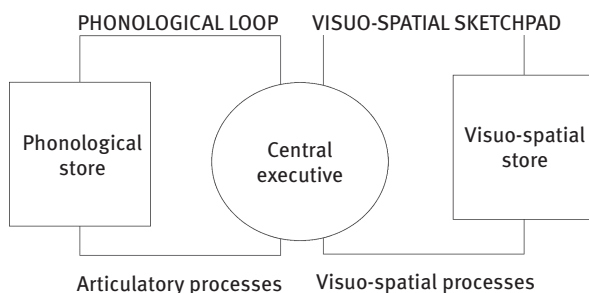 PHONOLOGICAL LOOP
VISUO-SPATIAL SKETCHPAD
Phonological
store
Central
executive
Visuo-spatial
store
Articulatory processes
Visuo-spatial processes